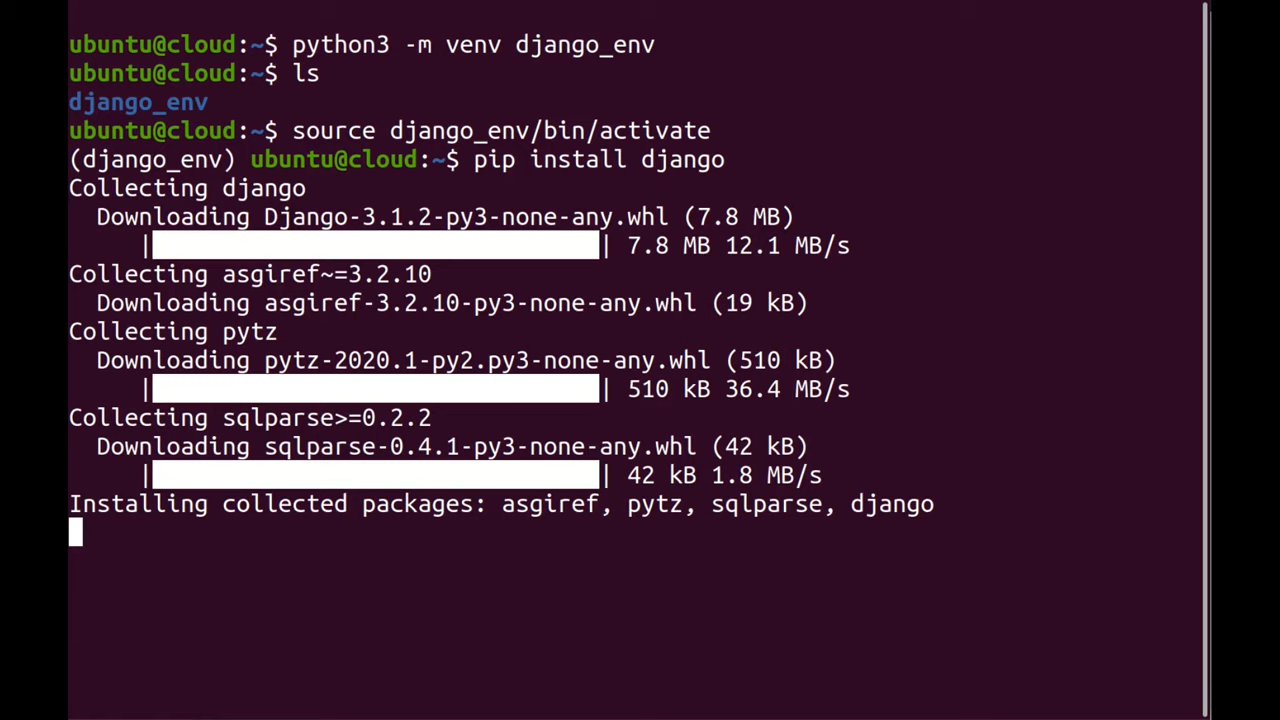 ubuntu@cloud:~$ python3 -m venv django_env
ubuntu@cloud:~$ ls
django_env
ubuntu@cloud:~$ source django_env/bin/activate
(django_env) ubuntu@cloud:~$ pip install django
Collecting django
  Downloading Django-3.1.2-py3-none-any.whl (7.8 MB)
     |████████████████████████████████| 7.8 MB 12.1 MB/s
Collecting asgiref~=3.2.10
  Downloading asgiref-3.2.10-py3-none-any.whl (19 kB)
Collecting pytz
  Downloading pytz-2020.1-py2.py3-none-any.whl (510 kB)
     |████████████████████████████████| 510 kB 36.4 MB/s
Collecting sqlparse>=0.2.2
  Downloading sqlparse-0.4.1-py3-none-any.whl (42 kB)
     |████████████████████████████████| 42 kB 1.8 MB/s
Installing collected packages: asgiref, pytz, sqlparse, django